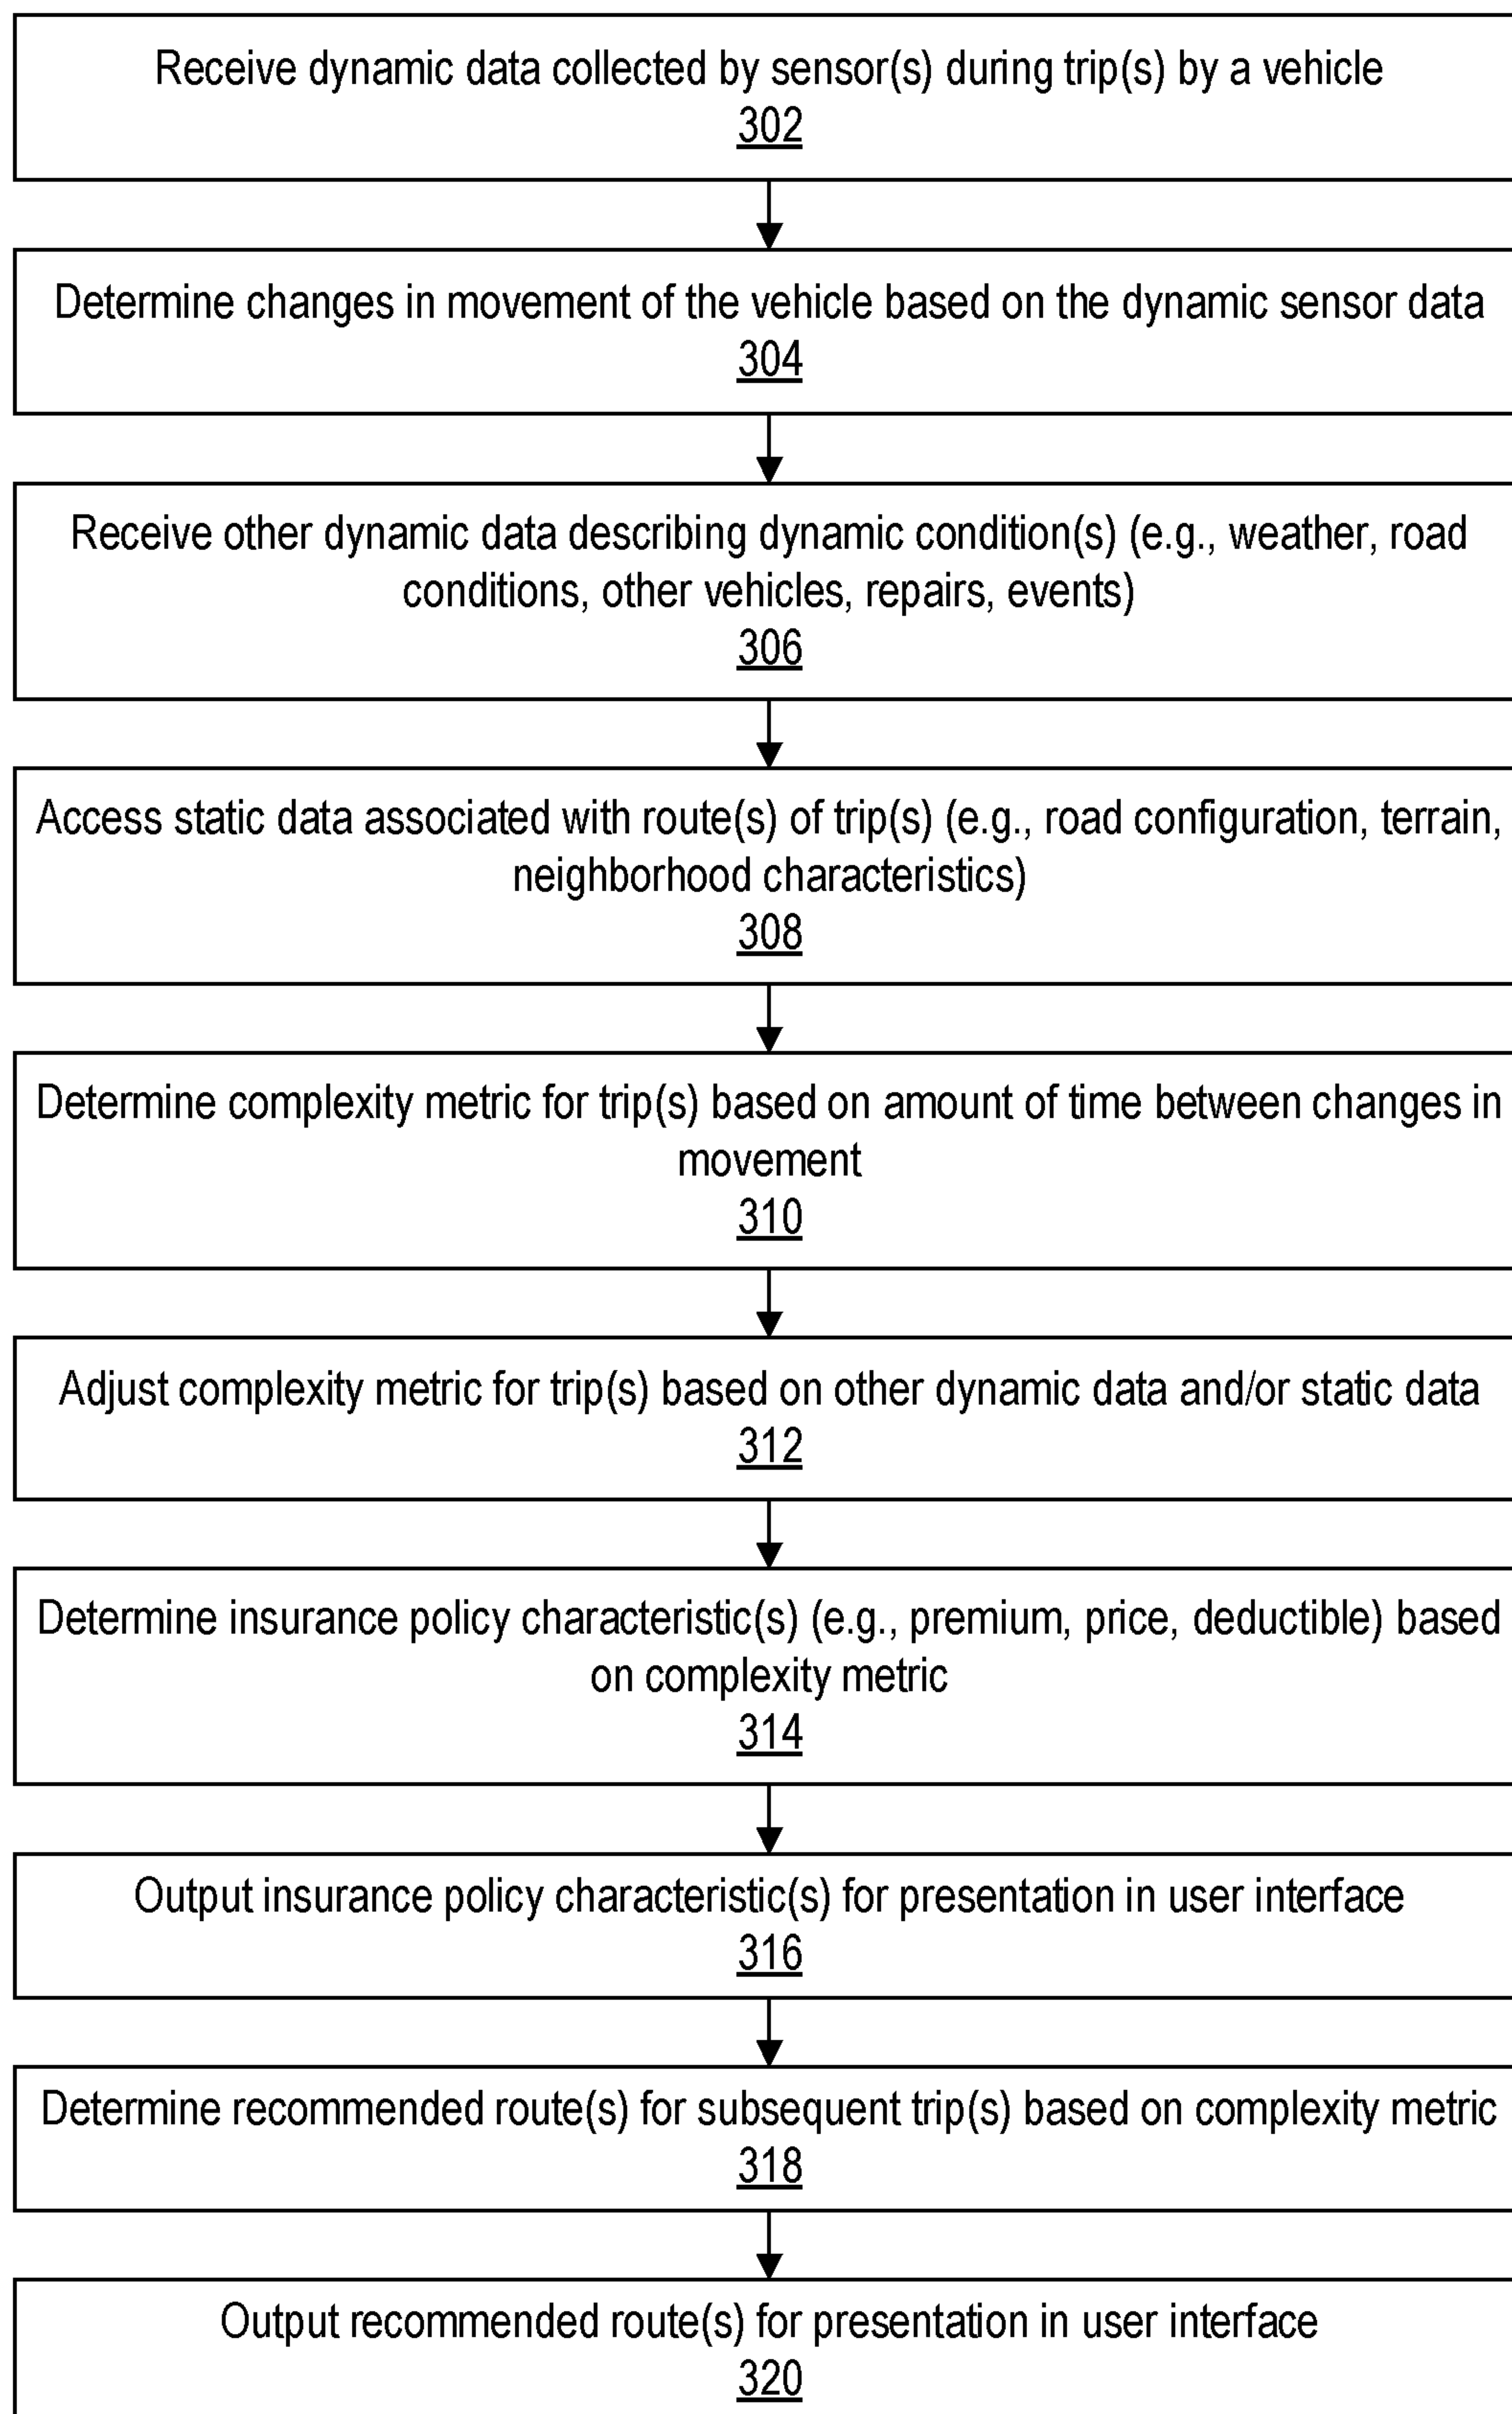 Receive dynamic data collected by sensor(s) during trip(s) by a vehicle
302
Determine changes in movement of the vehicle based on the dynamic sensor data
304
Receive other dynamic data describing dynamic condition(s) (e.g., weather, road
conditions, other vehicles, repairs, events)
306
Access static data associated with route(s) of trip(s) (e.g., road configuration, terrain,
neighborhood characteristics)
308
Determine complexity metric for trip(s) based on amount of time between changes in
movement
310
Adjust complexity metric for trip(s) based on other dynamic data and/or static data
312
Determine insurance policy characteristic(s) (e.g., premium, price, deductible) based
on complexity metric
314
Output insurance policy characteristic(s) for presentation in user interface
316
Determine recommended route(s) for subsequent trip(s) based on complexity metric
318
Output recommended route(s) for presentation in user interface
320